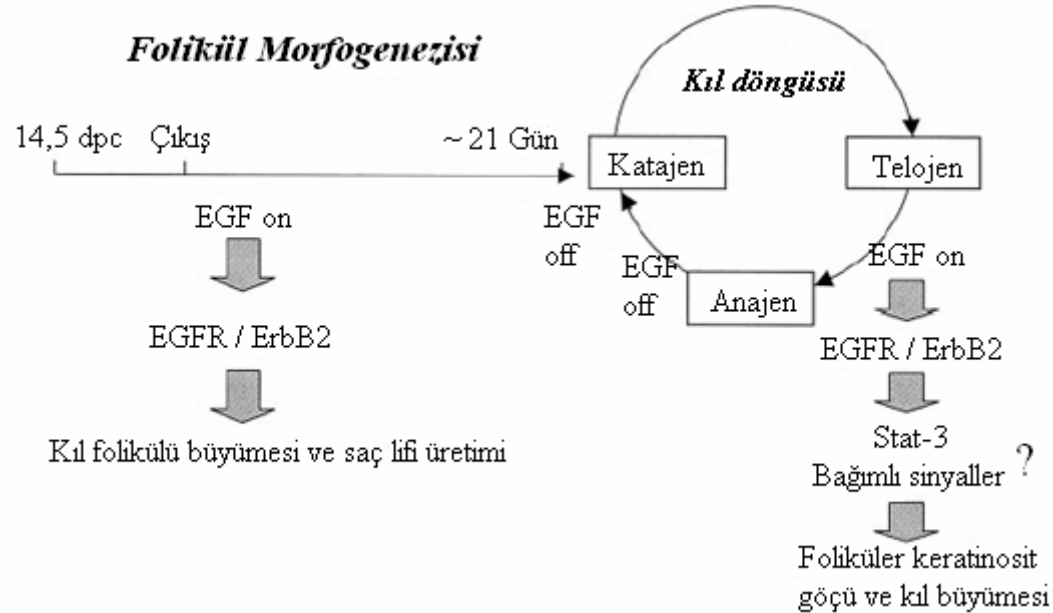 Folikül Morfogenezisi
Kıl döngüsü
14,5 dpc Çıkış ~ 21 Gün
Katajen
Telojen
EGF on
EGF
off
EGF
off
Anajen
EGF on
EGFR / ErbB2
EGFR / ErbB2
Kıl folikülü büyümesi ve saç lifi üretimi
Stat-3
Bağımlı sinyaller ?
Foliküler keratinosit
göçü ve kıl büyümesi